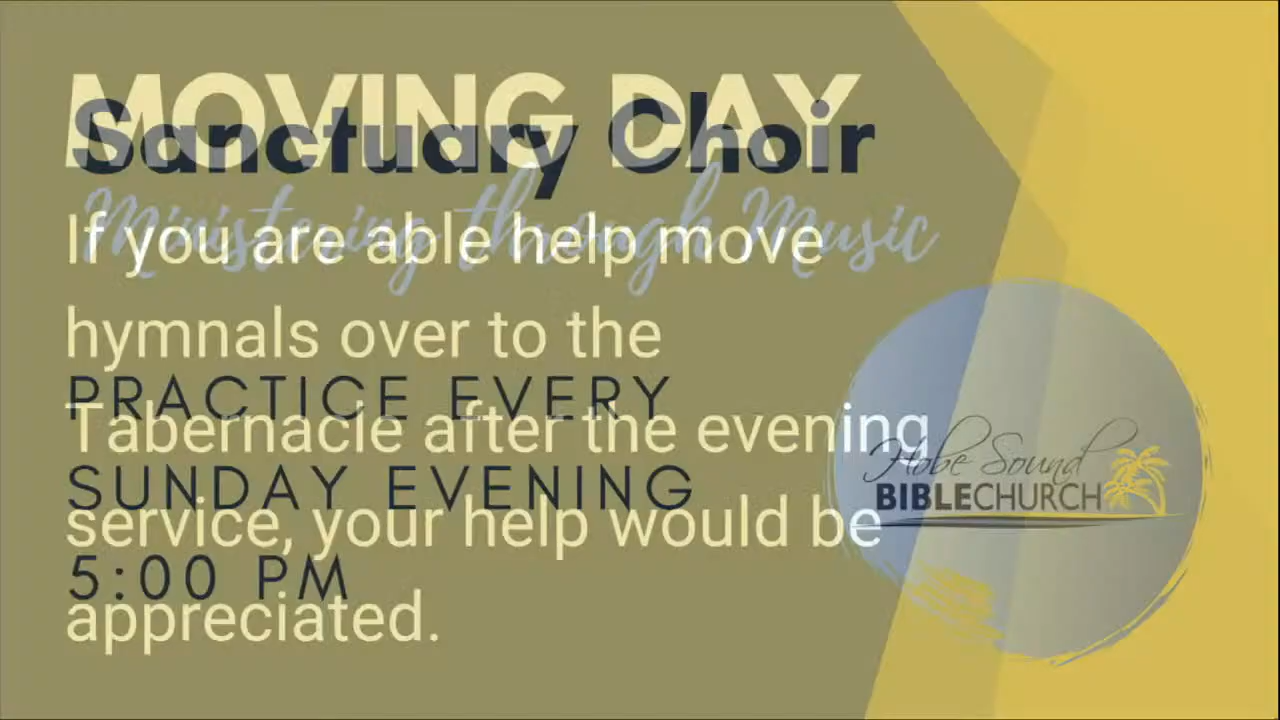 MOVING DAY
Sanctuary Choir
Ministering through Music
If you are able help move
hymnals over to the
PRACTICE EVERY
Tabernacle after the evening
SUNDAY EVENING
service, your help would be
5:00 PM
appreciated.
Hobe Sound
BIBLECHURCH